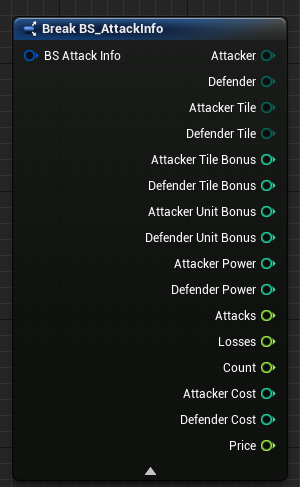 Break BS_AttackInfo
BS Attack Info
Attacker
Defender
Attacker Tile
Defender Tile
Attacker Tile Bonus
Defender Tile Bonus
Attacker Unit Bonus
Defender Unit Bonus
Attacker Power
Defender Power
Attacks
Losses
Count
Attacker Cost
Defender Cost
Price